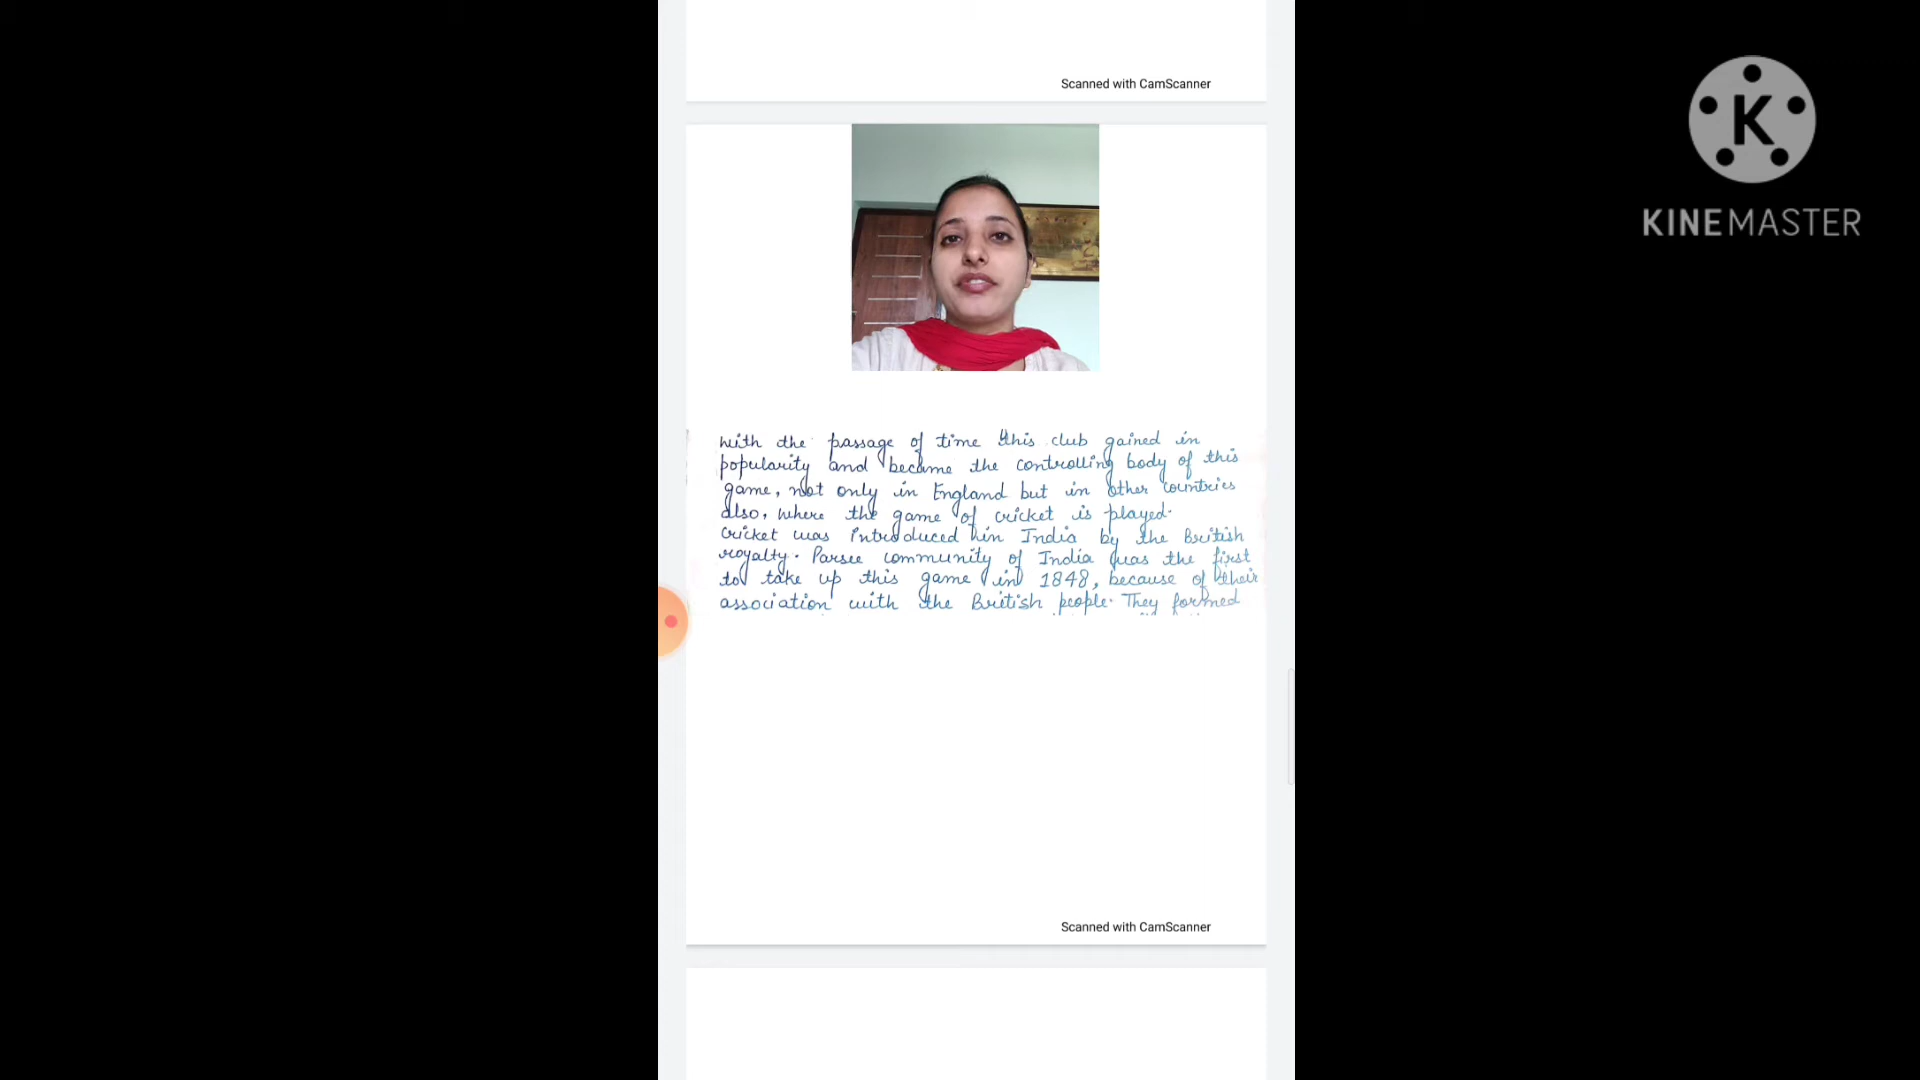 Scanned with CamScanner
K
KINEMASTER
with the passage of time this club gained in
popularity and became the controlling body of this
game, not only in England but in other countries
also, where the game of cricket is played.
cricket was introduced in India by the British
royalty. Parsee community of India was the first
to take up this game in 1848, because of their
association with the British people. They formed
Scanned with CamScanner